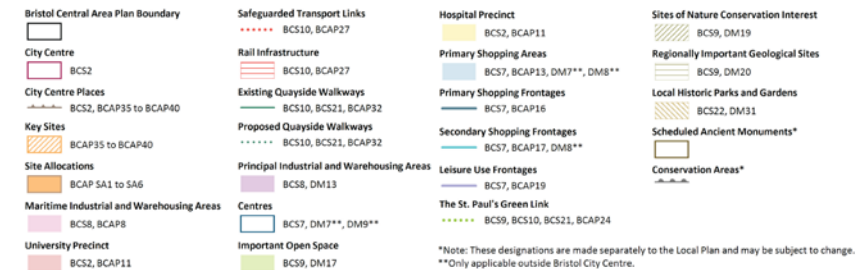 Bristol Central Area Plan Boundary
City Centre
BCS2
City Centre Places
BCS2, BCAP35 to BCAP40
Key Sites
BCAP35 to BCAP40
Site Allocations
BCAP SA1 to SA6
Maritime Industrial and Warehousing Areas
BCS8, BCAP8
University Precinct
BCS2, BCAP11
Safeguarded Transport Links
BCS10, BCAP27
Rail Infrastructure
BCS10, BCAP27
Existing Quayside Walkways
BCS10, BCS21, BCAP32
Proposed Quayside Walkways
BCS10, BCS21, BCAP32
Principal Industrial and Warehousing Areas
BCS8, DM13
Centres
BCS7, DM7**, DM9**
Important Open Space
BCS9, DM17
Hospital Precinct
BCS2, BCAP11
Primary Shopping Areas
BCS7, BCAP13, DM7**, DM8**
Primary Shopping Frontages
BCS7, BCAP16
Secondary Shopping Frontages
BCS7, BCAP17, DM8**
Leisure Use Frontages
BCS7, BCAP19
The St. Paul's Green Link
BCS9, BCS10, BCS21, BCAP24
Sites of Nature Conservation Interest
BCS9, DM19
Regionally Important Geological Sites
BCS9, DM20
Local Historic Parks and Gardens
BCS22, DM31
Scheduled Ancient Monuments*
Conservation Areas*
*Note: These designations are made separately to the Local Plan and may be subject to change.
**Only applicable outside Bristol City Centre.